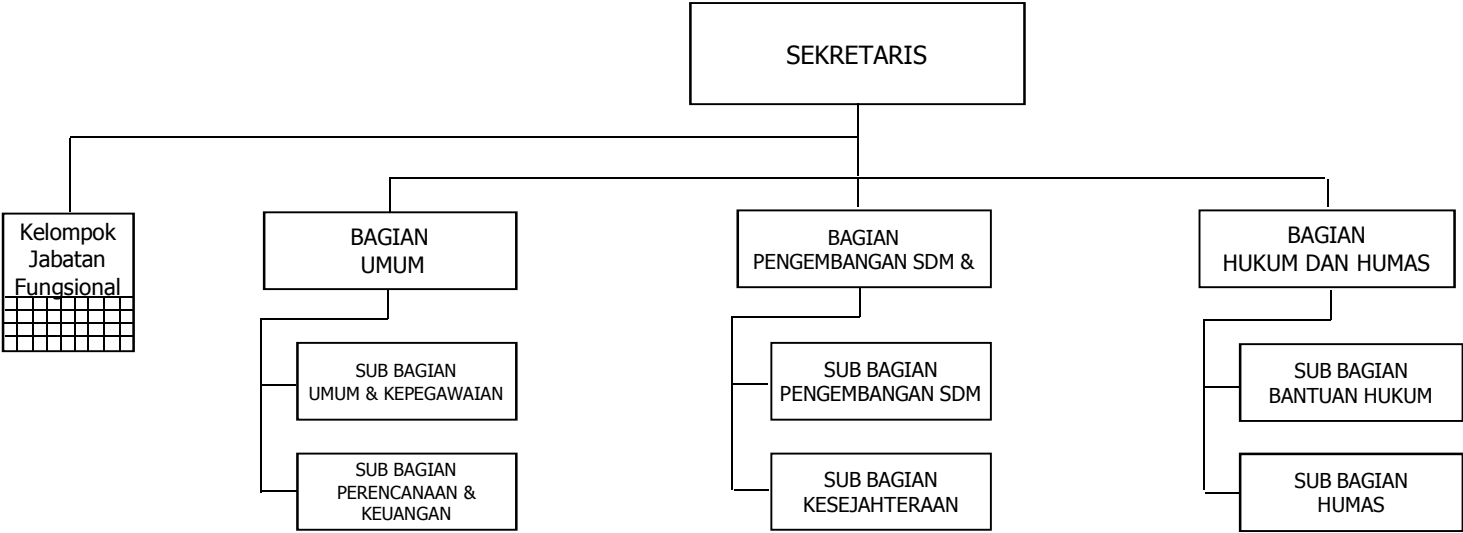 SEKRETARIS
Kelompok
Jabatan
Fungsional
BAGIAN
UMUM
BAGIAN
PENGEMBANGAN SDM &
BAGIAN
HUKUM DAN HUMAS
SUB BAGIAN
UMUM & KEPEGAWAIAN
SUB BAGIAN
PENGEMBANGAN SDM
SUB BAGIAN
BANTUAN HUKUM
SUB BAGIAN
PERENCANAAN &
KEUANGAN
SUB BAGIAN
KESEJAHTERAAN
SUB BAGIAN
HUMAS